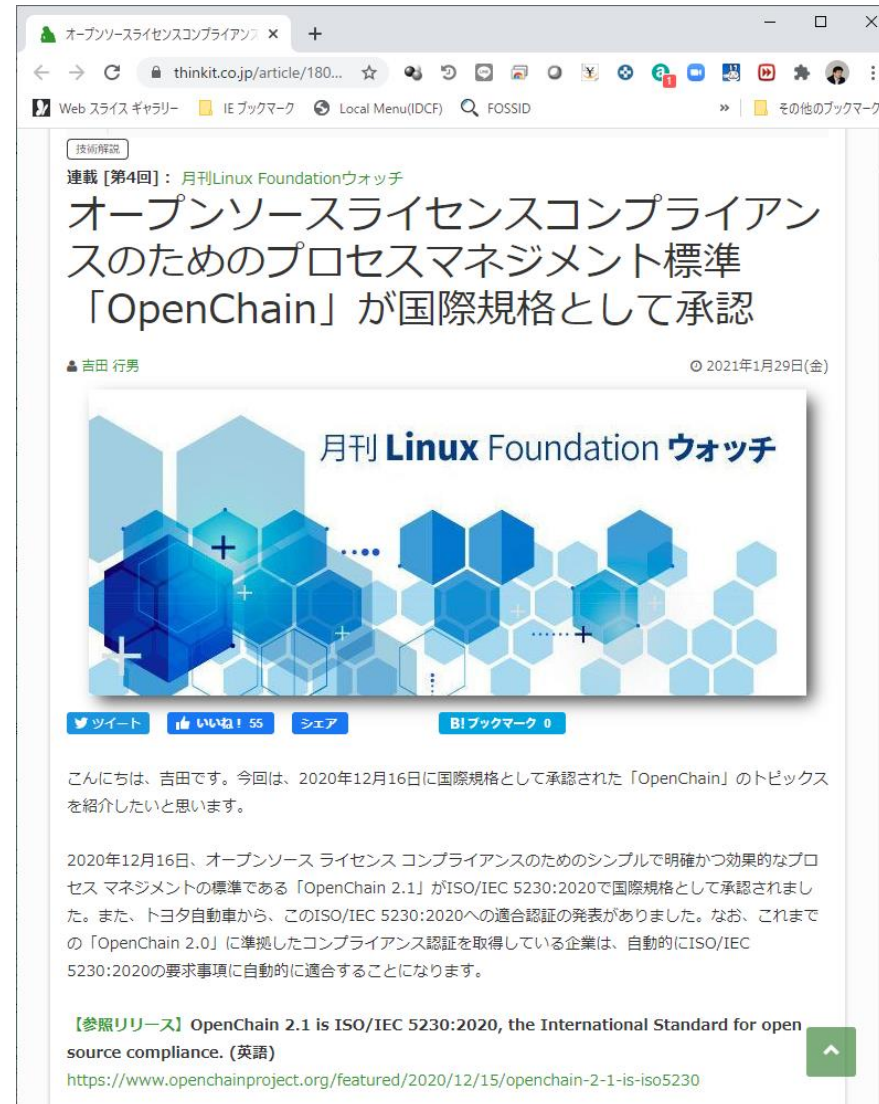 オープンソースライセンスコンプライアンス
thinkit.co.jp/article/180...
1
Web スライス ギャラリー
IE ブックマーク
Local Menu(IDCF)
FOSSID
»
その他のブックマーク
技術解説
連載 [第4回]： 月刊Linux Foundationウォッチ
オープンソースライセンスコンプライアン
スのためのプロセスマネジメント標準
「OpenChain」が国際規格として承認
吉田 行男
2021年1月29日(金)
月刊 Linux Foundation ウォッチ
ツイート
いいね！ 55
シェア
B!ブックマーク 0
こんにちは、吉田です。今回は、2020年12月16日に国際規格として承認された「OpenChain」のトピックス
を紹介したいと思います。
2020年12月16日、オープンソース ライセンス コンプライアンスのためのシンプルで明確かつ効果的なプロ
セス マネジメントの標準である「OpenChain 2.1」がISO/IEC 5230:2020で国際規格として承認されまし
た。また、トヨタ自動車から、このISO/IEC 5230:2020への適合認証の発表がありました。なお、これまで
の「OpenChain 2.0」に準拠したコンプライアンス認証を取得している企業は、自動的にISO/IEC
5230:2020の要求事項に自動的に適合することになります。
【参照リリース】OpenChain 2.1 is ISO/IEC 5230:2020, the International Standard for open
source compliance. (英語)
https://www.openchainproject.org/featured/2020/12/15/openchain-2-1-is-iso5230